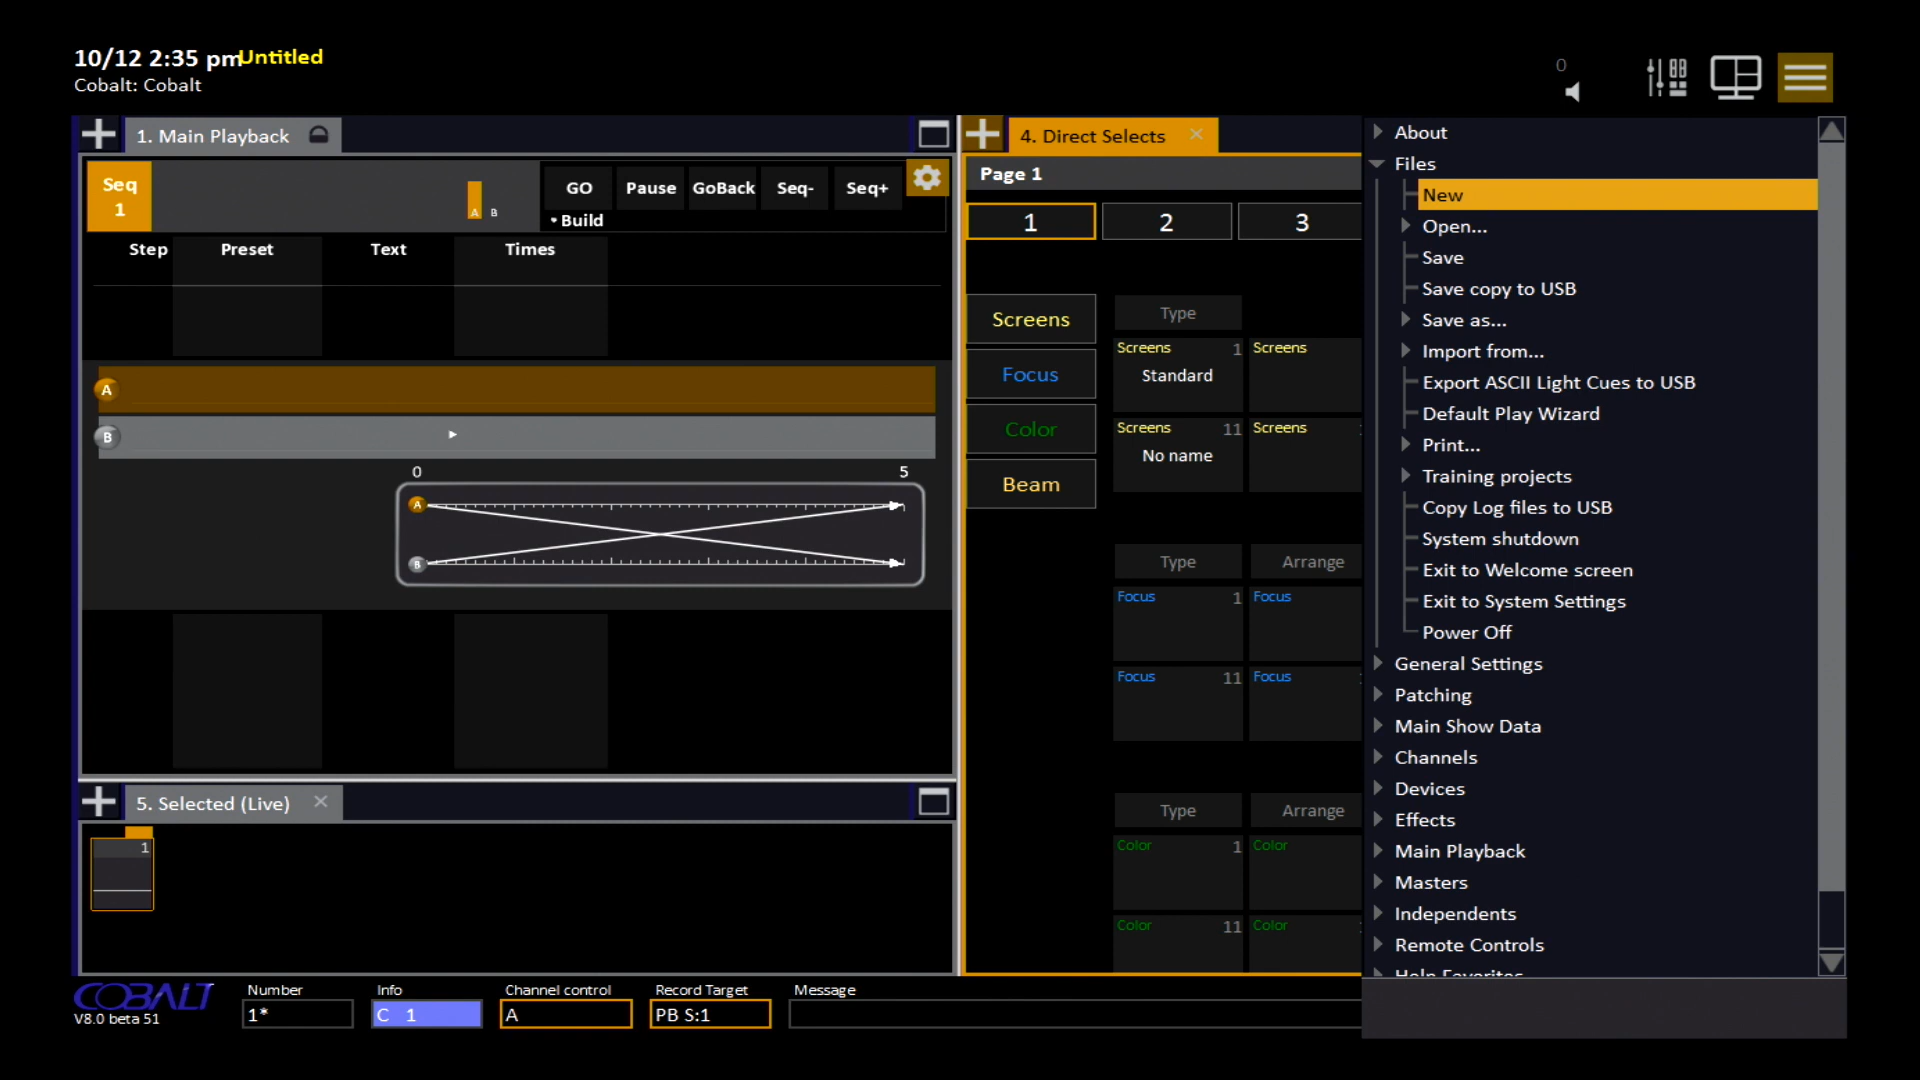 10/12 2:35 pm Untitled
Cobalt: Cobalt
0
1. Main Playback
Seq
1
A B
GO Pause GoBack Seq- Seq+
• Build
Step Preset Text Times
A
B
0 5
A
B
5. Selected (Live)
1
4. Direct Selects
Page 1
1 2 3
Screens
Focus
Color
Beam
Type
Screens 1 Screens
Standard
Screens 11 Screens
No name
Type Arrange
Focus 1 Focus
Focus 11 Focus
Type Arrange
Color 1 Color
Color 11 Color
About
Files
New
Open...
Save
Save copy to USB
Save as...
Import from...
Export ASCII Light Cues to USB
Default Play Wizard
Print...
Training projects
Copy Log files to USB
System shutdown
Exit to Welcome screen
Exit to System Settings
Power Off
General Settings
Patching
Main Show Data
Channels
Devices
Effects
Main Playback
Masters
Independents
Remote Controls
Help Favorites
COBALT
V8.0 beta 51
Number
1*
Info
C 1
Channel control
A
Record Target
PB S:1
Message